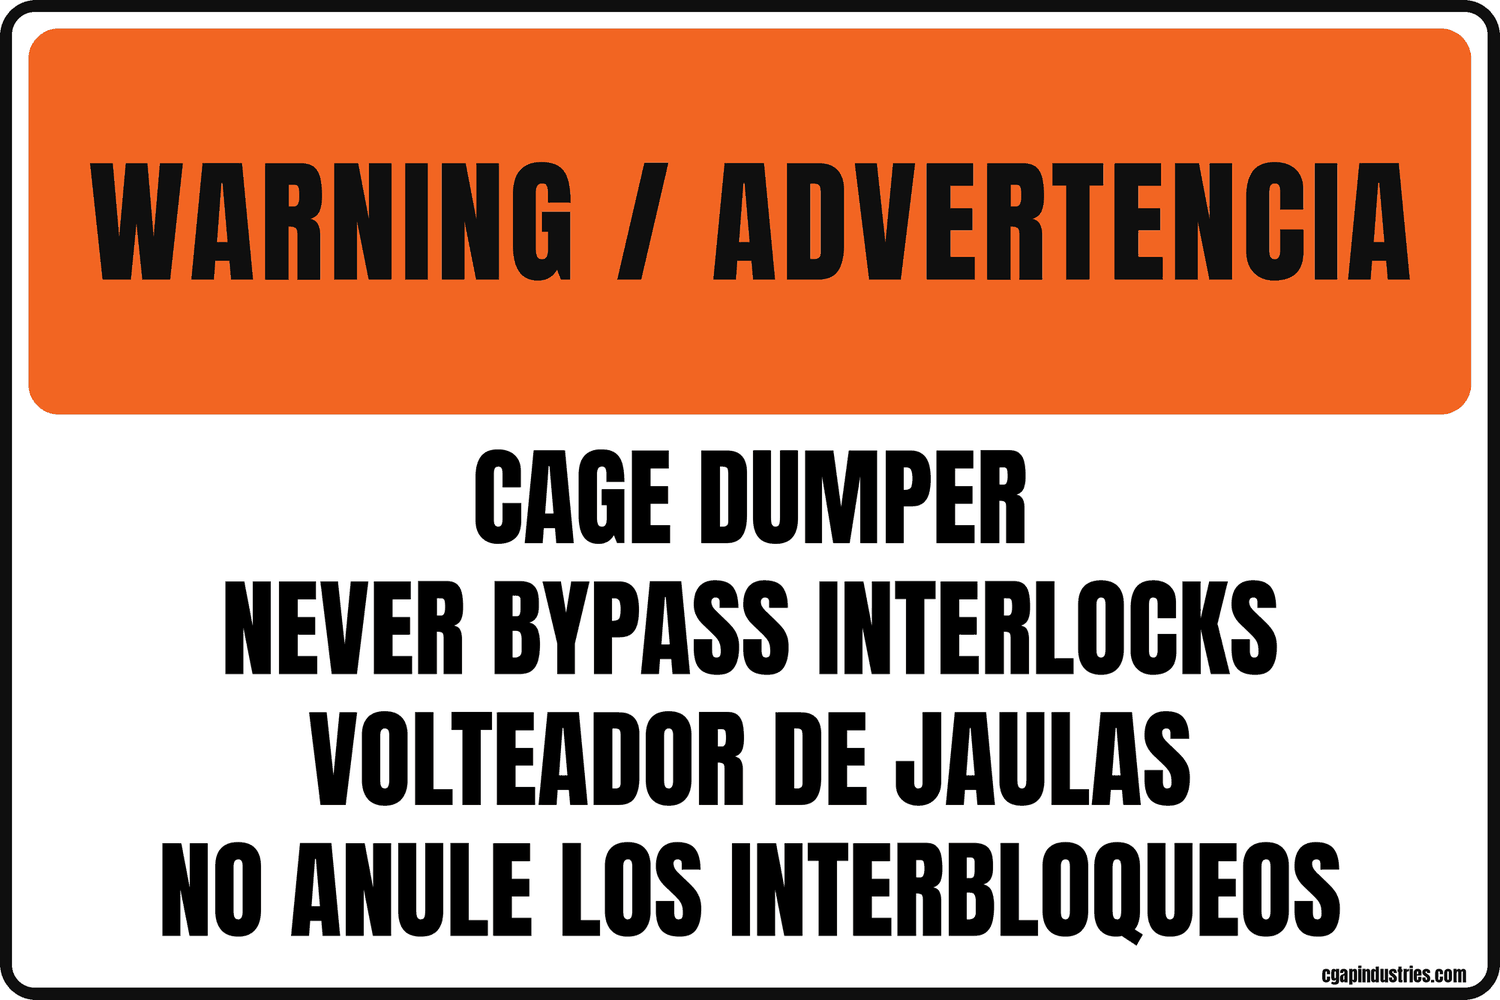 WARNING / ADVERTENCIA
CAGE DUMPER
NEVER BYPASS INTERLOCKS
VOLTEADOR DE JAULAS
NO ANULE LOS INTERBLOQUEOS
cgapindustries.com